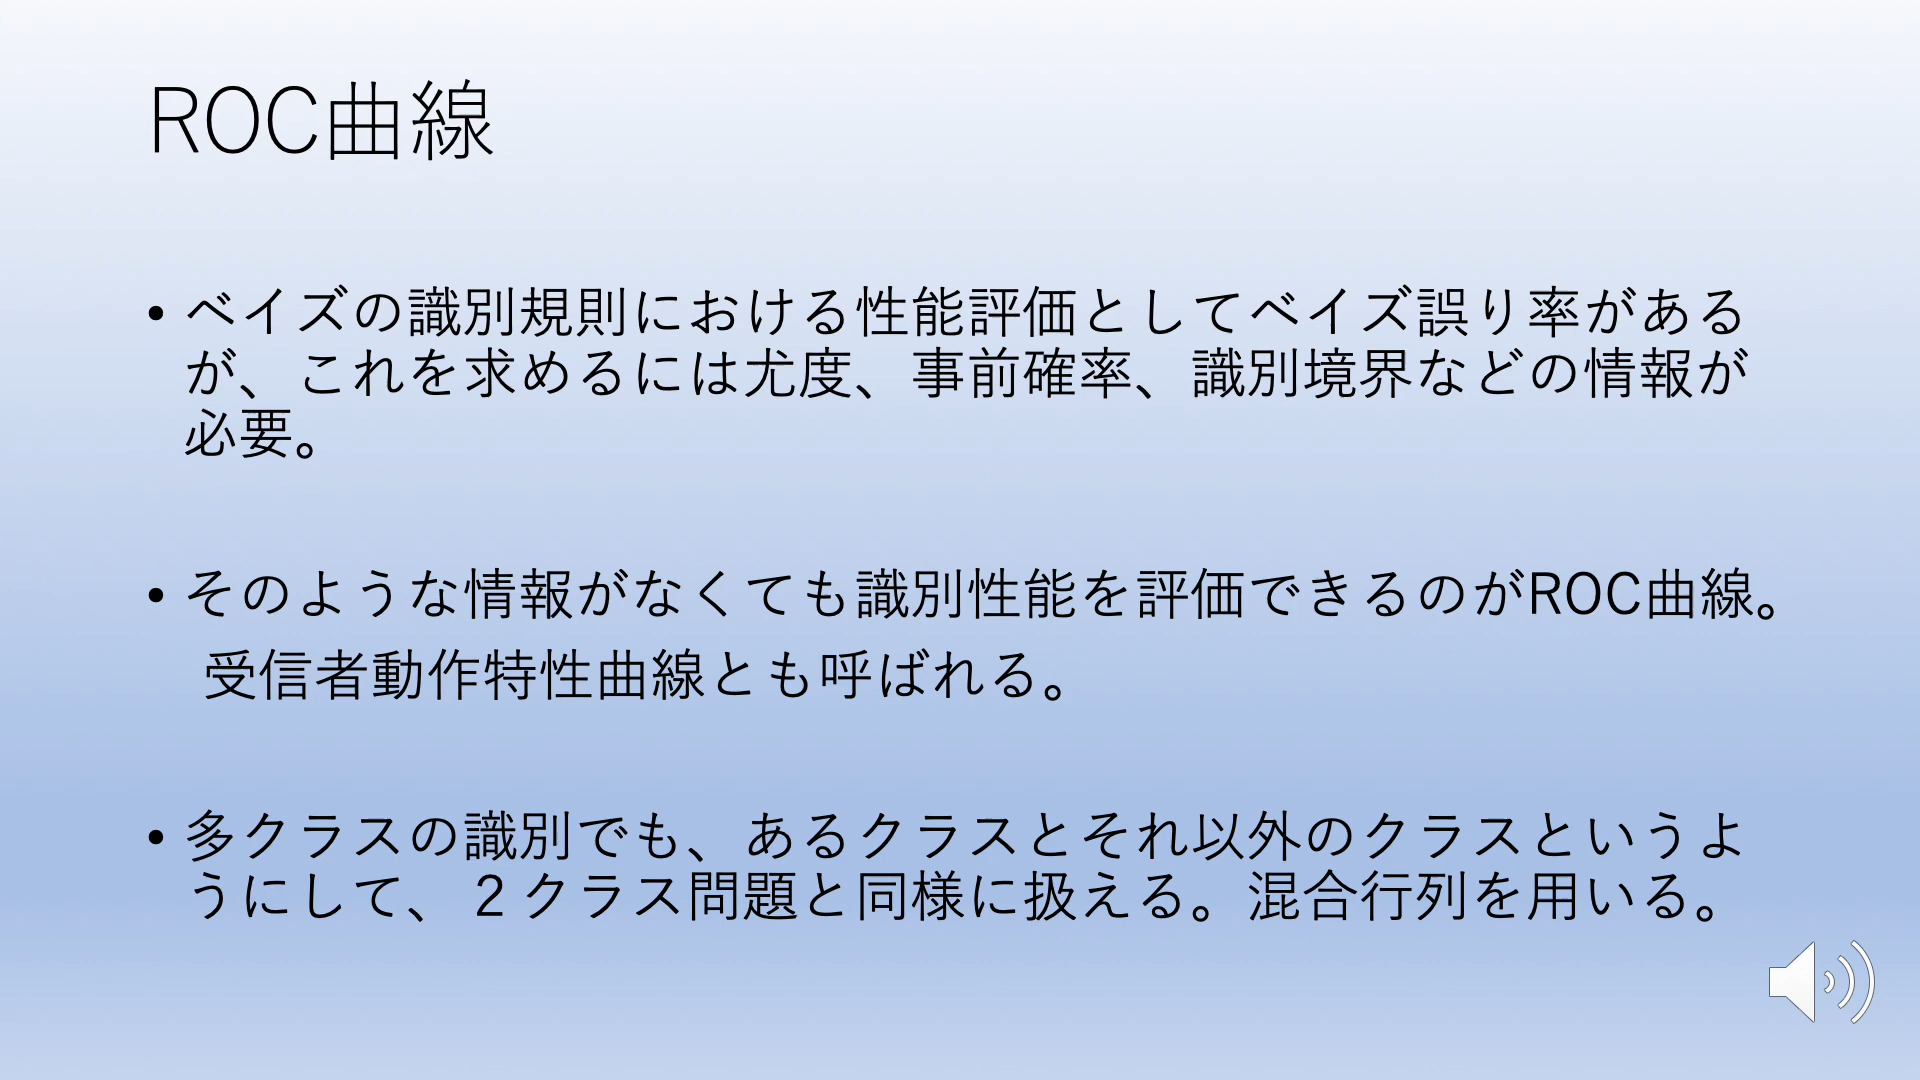 ROC曲線
• ベイズの識別規則における性能評価としてベイズ誤り率がある
が、これを求めるには尤度、事前確率、識別境界などの情報が
必要。
• そのような情報がなくても識別性能を評価できるのがROC曲線。
受信者動作特性曲線とも呼ばれる。
• 多クラスの識別でも、あるクラスとそれ以外のクラスというよ
うにして、２クラス問題と同様に扱える。混合行列を用いる。